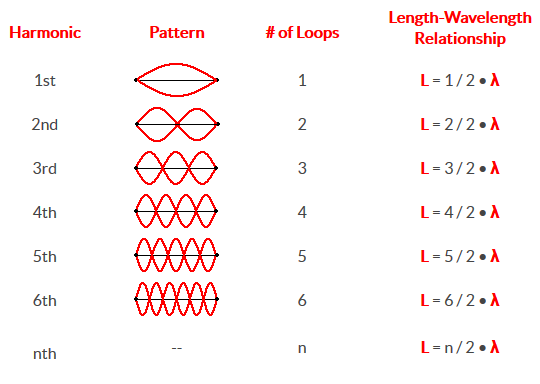 Harmonic Pattern # of Loops Length-Wavelength Relationship
1st 1 L = 1 / 2 • λ
2nd 2 L = 2 / 2 • λ
3rd 3 L = 3 / 2 • λ
4th 4 L = 4 / 2 • λ
5th 5 L = 5 / 2 • λ
6th 6 L = 6 / 2 • λ
nth -- n L = n / 2 • λ